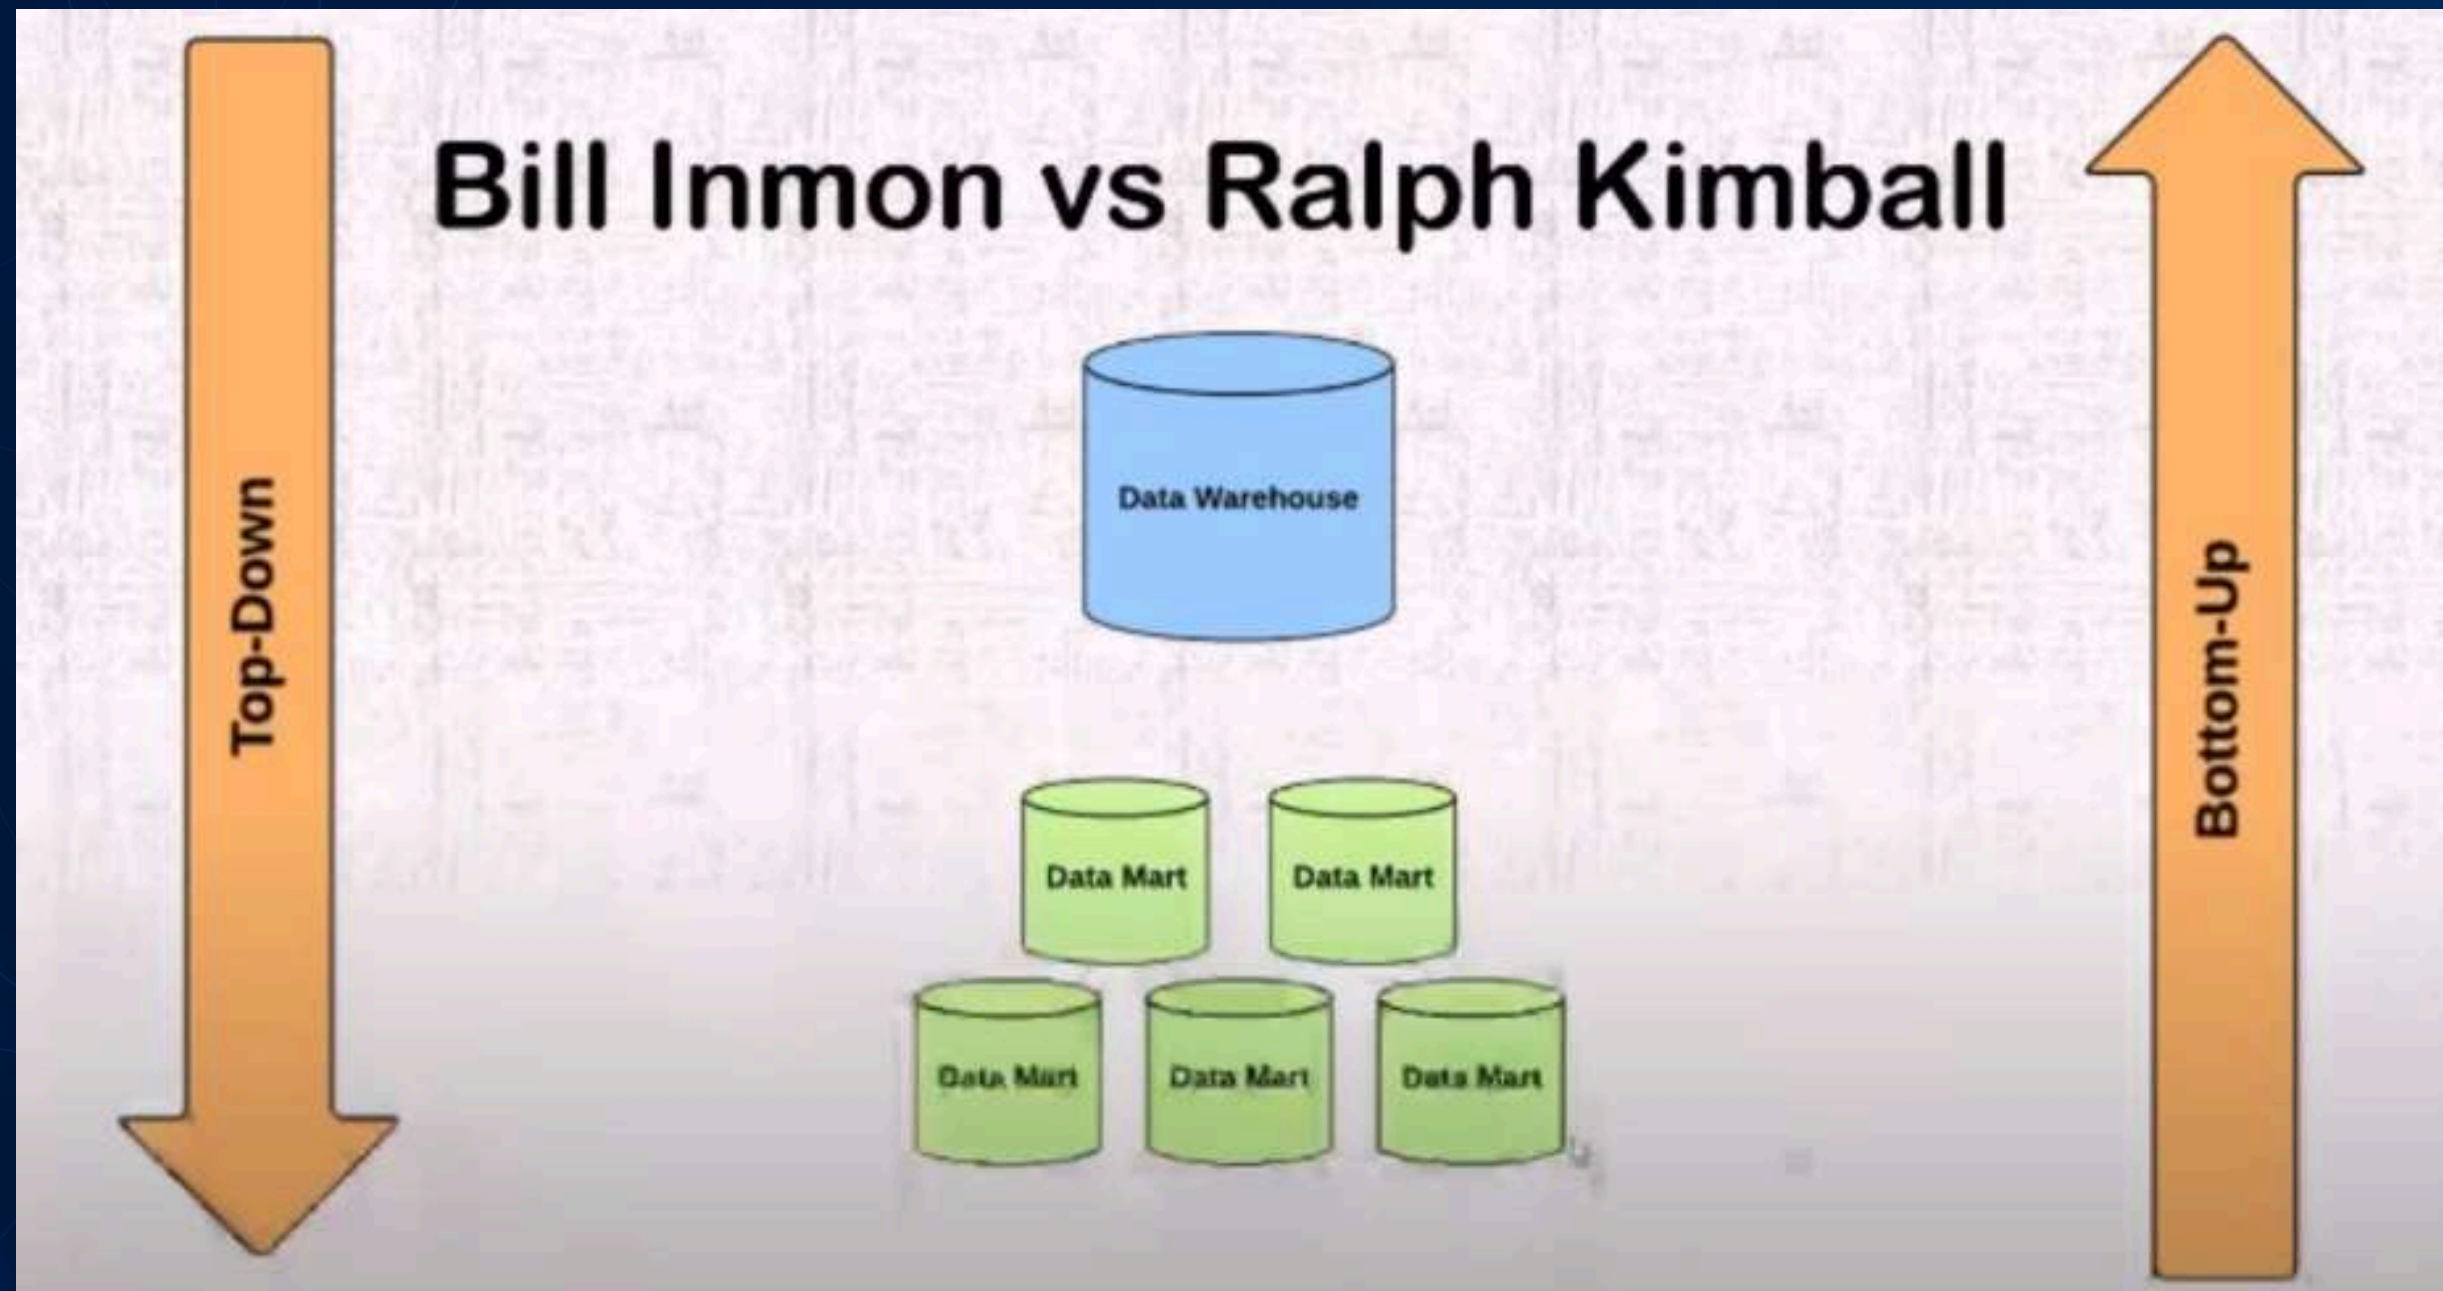 Bill Inmon vs Ralph Kimball
Top-Down
Data Warehouse
Bottom-Up
Data Mart
Data Mart
Data Mart
Data Mart
Data Mart